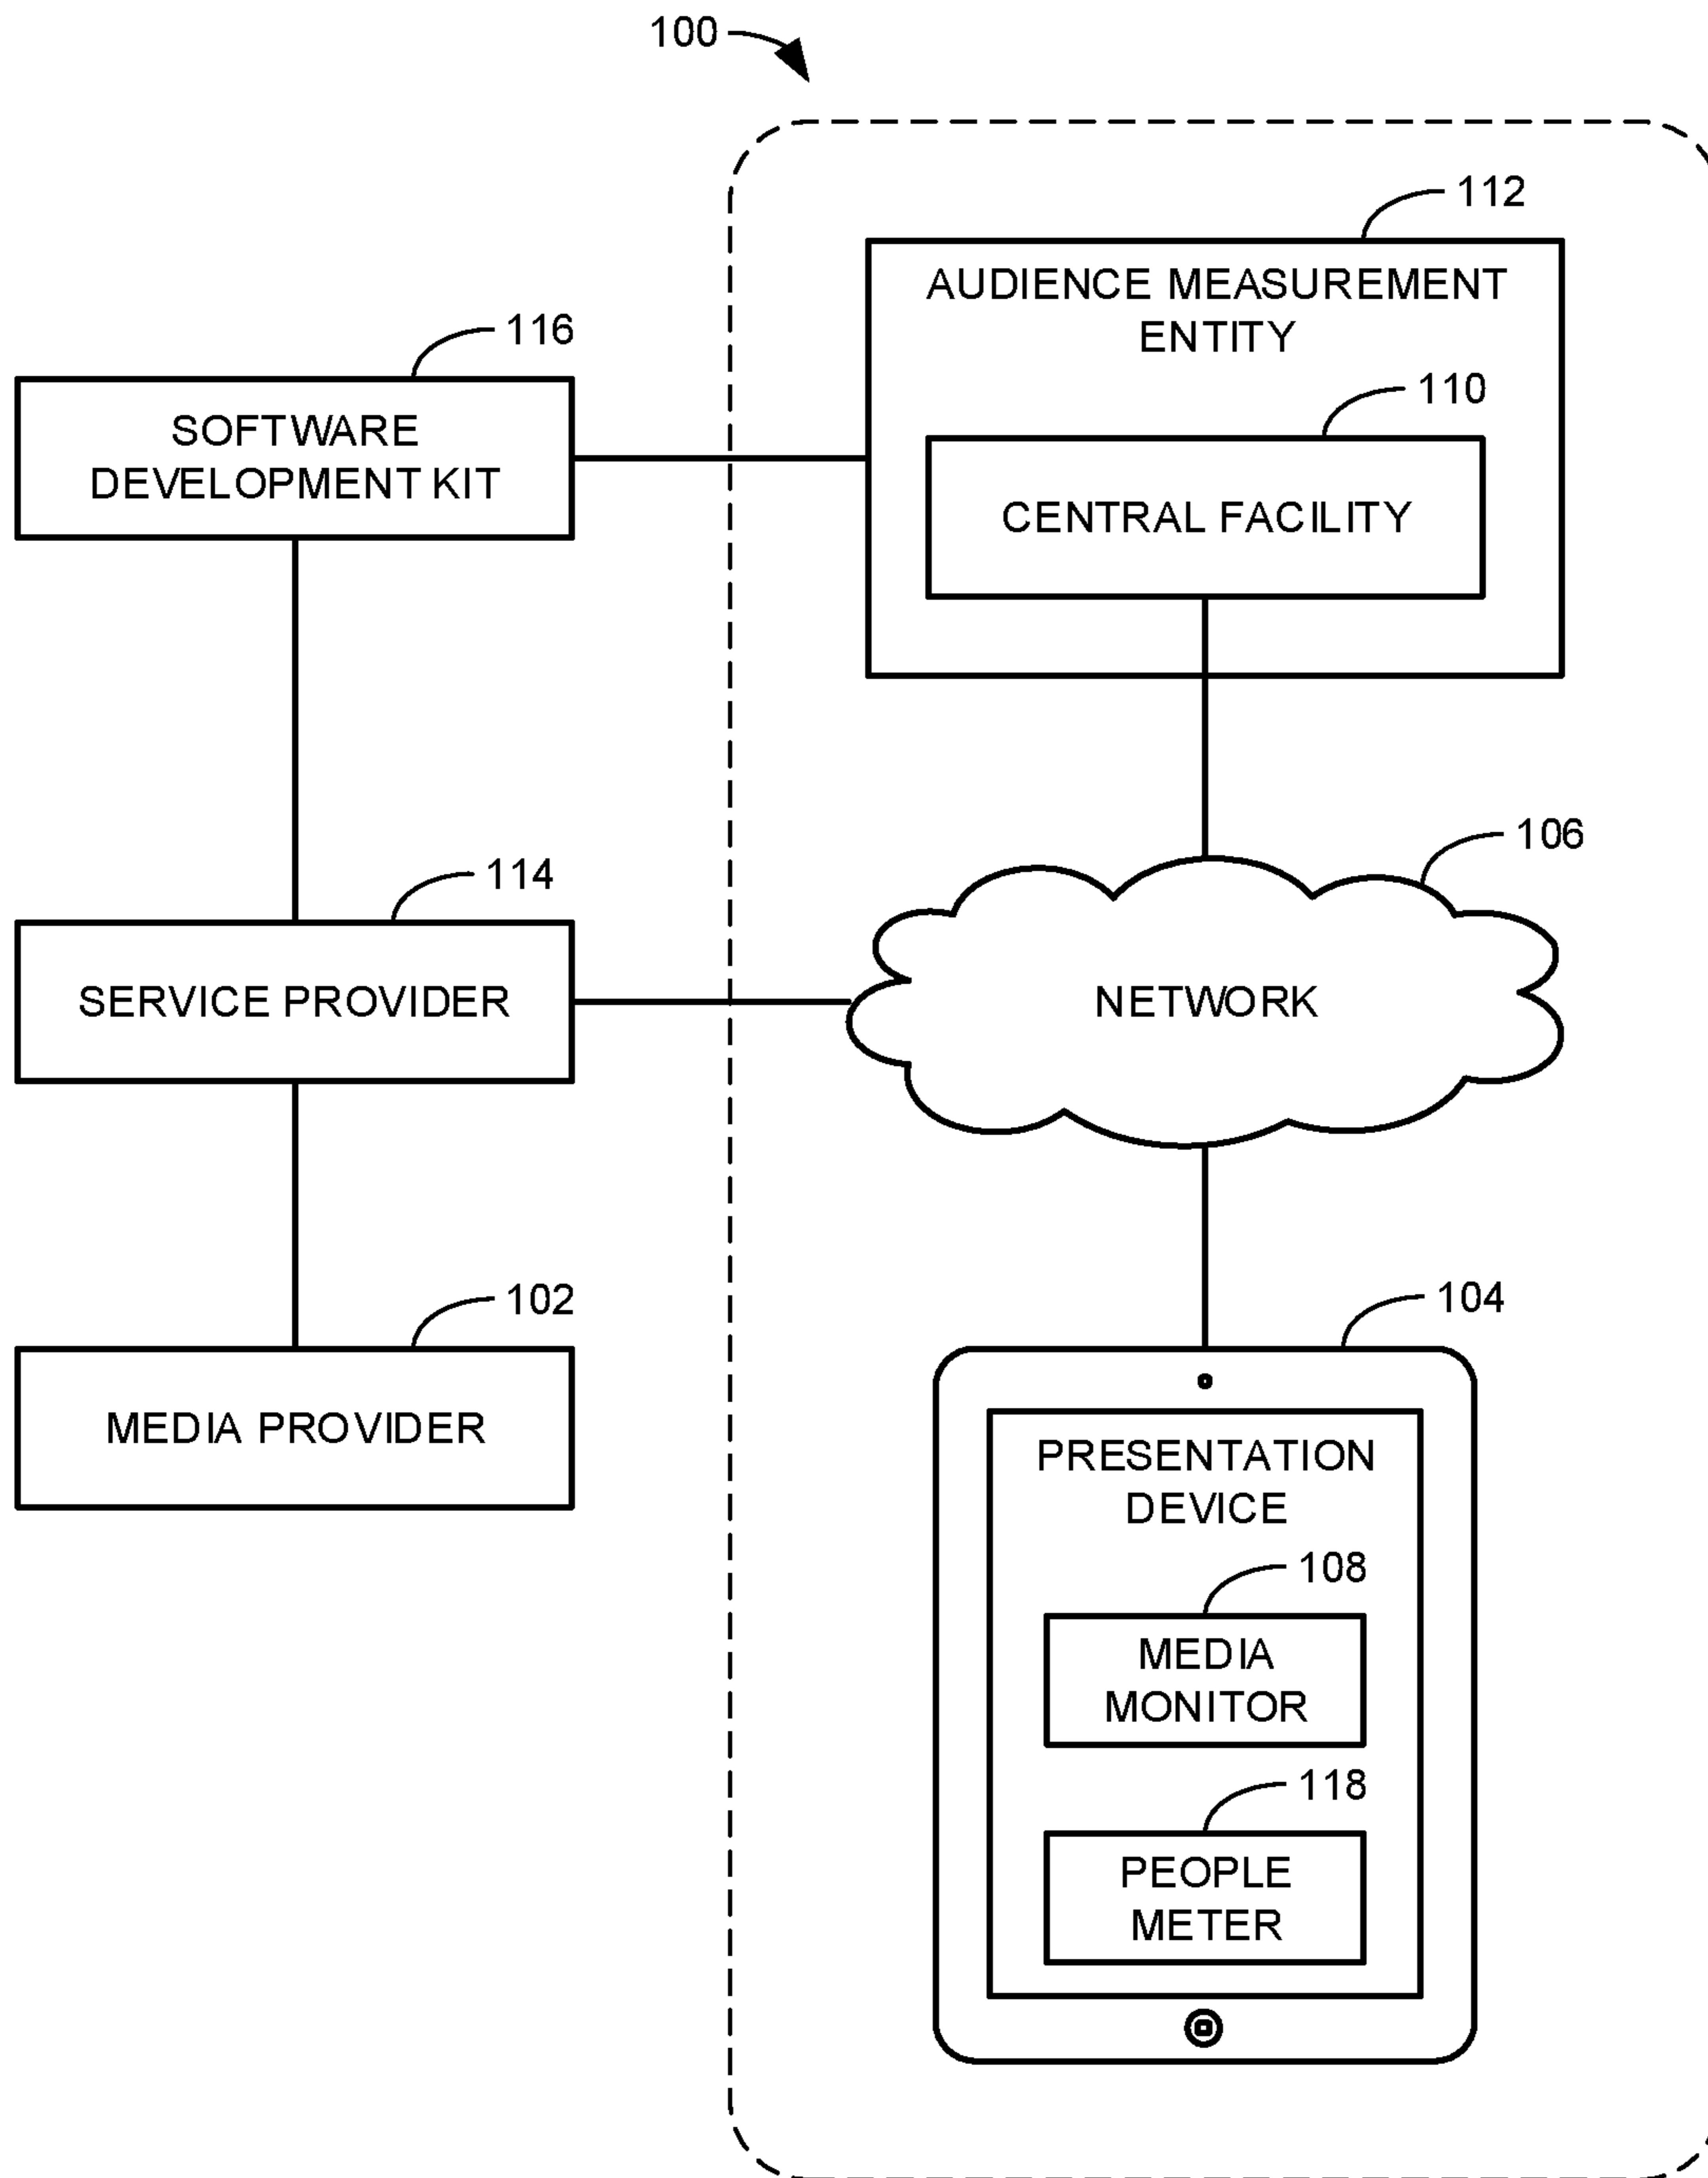 100
112
AUDIENCE MEASUREMENT
ENTITY
110
CENTRAL FACILITY
116
SOFTWARE
DEVELOPMENT KIT
106
NETWORK
114
SERVICE PROVIDER
102
MEDIA PROVIDER
104
PRESENTATION
DEVICE
108
MEDIA
MONITOR
118
PEOPLE
METER